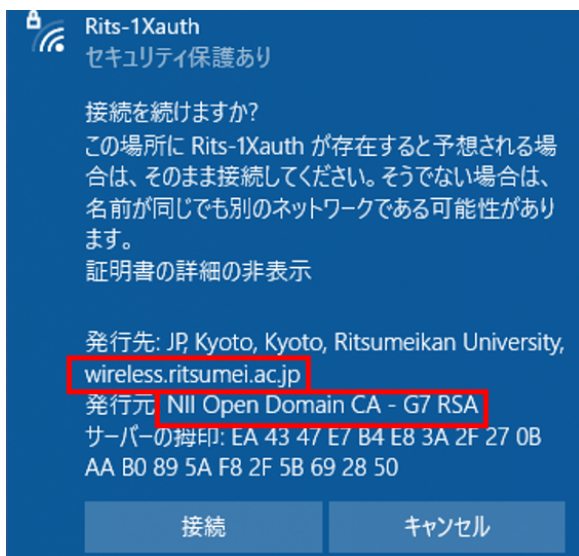 Rits-1Xauth
セキュリティ保護あり
接続を続けますか?
この場所に Rits-1Xauth が存在すると予想される場
合は、そのまま接続してください。そうでない場合は、
名前が同じでも別のネットワークである可能性があり
ます。
証明書の詳細の非表示
発行先: JP, Kyoto, Kyoto, Ritsumeikan University,
wireless.ritsumei.ac.jp
発行元: NII Open Domain CA - G7 RSA
サーバーの拇印: EA 43 47 E7 B4 E8 3A 2F 27 0B
AA B0 89 5A F8 2F 5B 69 28 50
接続
キャンセル